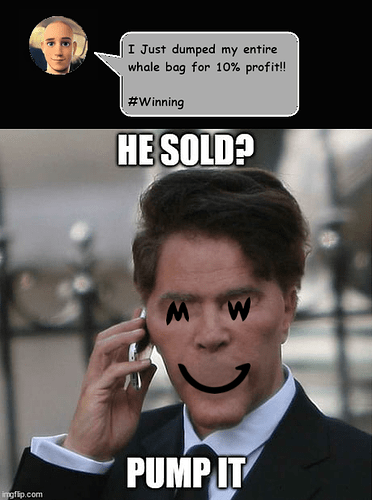 I Just dumped my entire
whale bag for 10% profit!!
#Winning
HE SOLD?
M W
PUMP IT
imgflip.com